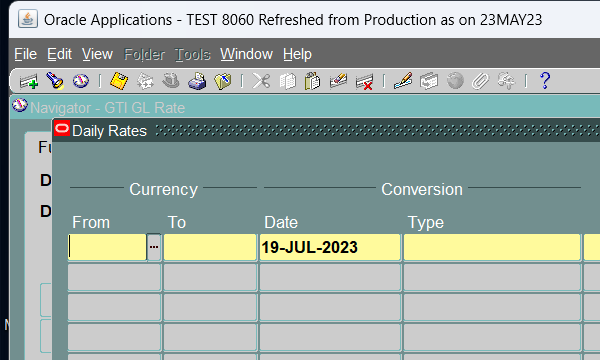 Oracle Applications - TEST 8060 Refreshed from Production as on 23MAY23
File Edit View Folder Tools Window Help
Navigator - GTI GL Rate
Daily Rates
Currency Conversion
From To Date Type
19-JUL-2023